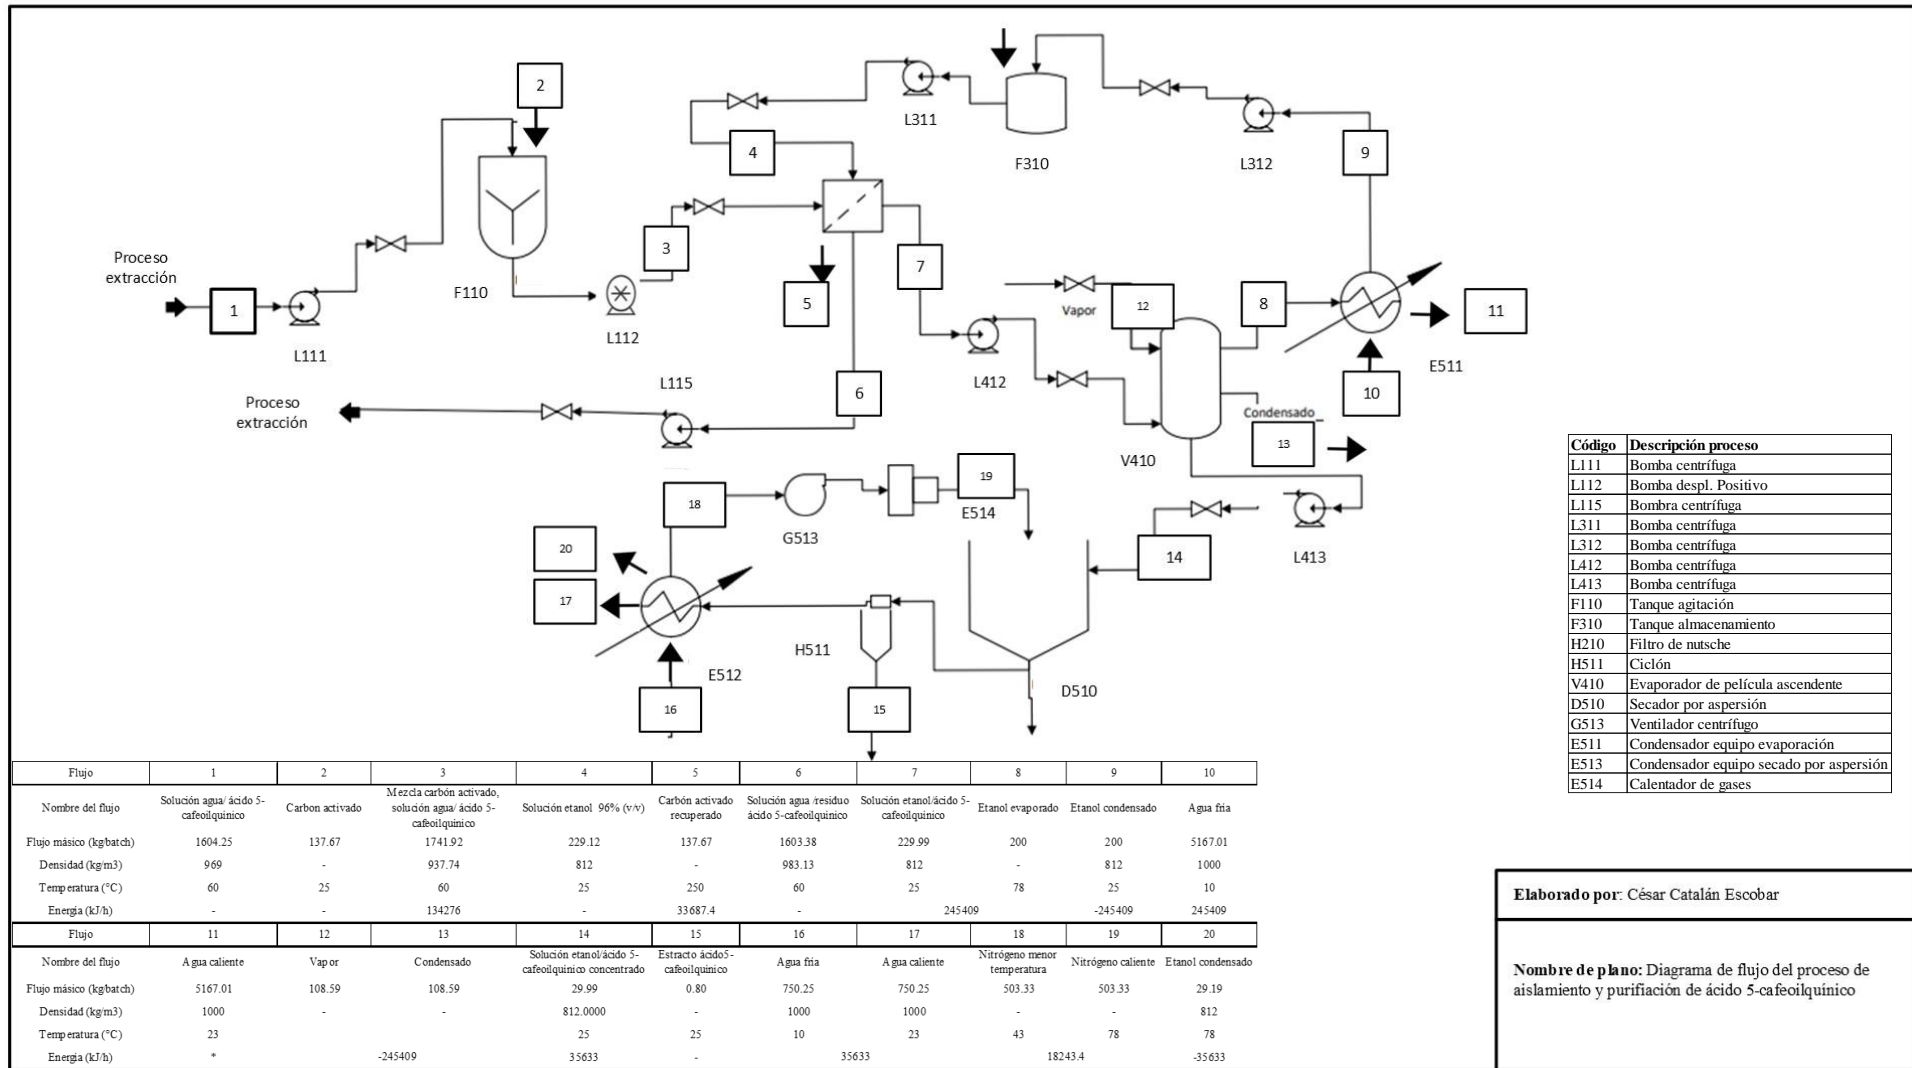 2
L311
F310
L312
4
9
3
7
Proceso
extracción
1
L111
F110
L112
5
Vapor
12
8
11
E511
10
L412
6
L115
Proceso
extracción
Condensado
13
V410
18
G513
E514
19
L413
14
20
17
E512
16
H511
15
D510
Código Descripción proceso
L111 Bomba centrífuga
L112 Bomba despl. Positivo
L115 Bombra centrífuga
L311 Bomba centrífuga
L312 Bomba centrífuga
L412 Bomba centrífuga
L413 Bomba centrífuga
F110 Tanque agitación
F310 Tanque almacenamiento
H210 Filtro de nutsche
H511 Ciclón
V410 Evaporador de película ascendente
D510 Secador por aspersión
G513 Ventilador centrífugo
E511 Condensador equipo evaporación
E513 Condensador equipo secado por aspersión
E514 Calentador de gases
Flujo 1 2 3 4 5 6 7 8 9 10
Nombre del flujo Solución agua/ ácido 5-cafeoilquinico Carbon activado Mezcla carbón activado, solución agua/ ácido 5-cafeoilquinico Solución etanol 96% (v/v) Carbón activado recuperado Solución agua /residuo ácido 5-cafeoilquinico Solución etanol/ácido 5-cafeoilquinico Etanol evaporado Etanol condensado Agua fria
Flujo másico (kg/batch) 1604.25 137.67 1741.92 229.12 137.67 1603.38 229.99 200 200 5167.01
Densidad (kg/m3) 969 - 937.74 812 - 983.13 812 - 812 1000
Temperatura (°C) 60 25 60 25 250 60 25 78 25 10
Energia (kJ/h) - - 134276 - 33687.4 - 245409 -245409 245409
Flujo 11 12 13 14 15 16 17 18 19 20
Nombre del flujo Agua caliente Vapor Condensado Solución etanol/ácido 5-cafeoilquinico concentrado Estracto ácido5-cafeoilquinico Agua fria Agua caliente Nitrógeno menor temperatura Nitrógeno caliente Etanol condensado
Flujo másico (kg/batch) 5167.01 108.59 108.59 29.99 0.80 750.25 750.25 503.33 503.33 29.19
Densidad (kg/m3) 1000 - - 812.0000 - 1000 1000 - - 812
Temperatura (°C) 23 25 25 10 23 43 78 78
Energia (kJ/h) * -245409 35633 - 35633 18243.4 -35633
Elaborado por: César Catalán Escobar
Nombre de plano: Diagrama de flujo del proceso de
aislamiento y purifiación de ácido 5-cafeoilquínico